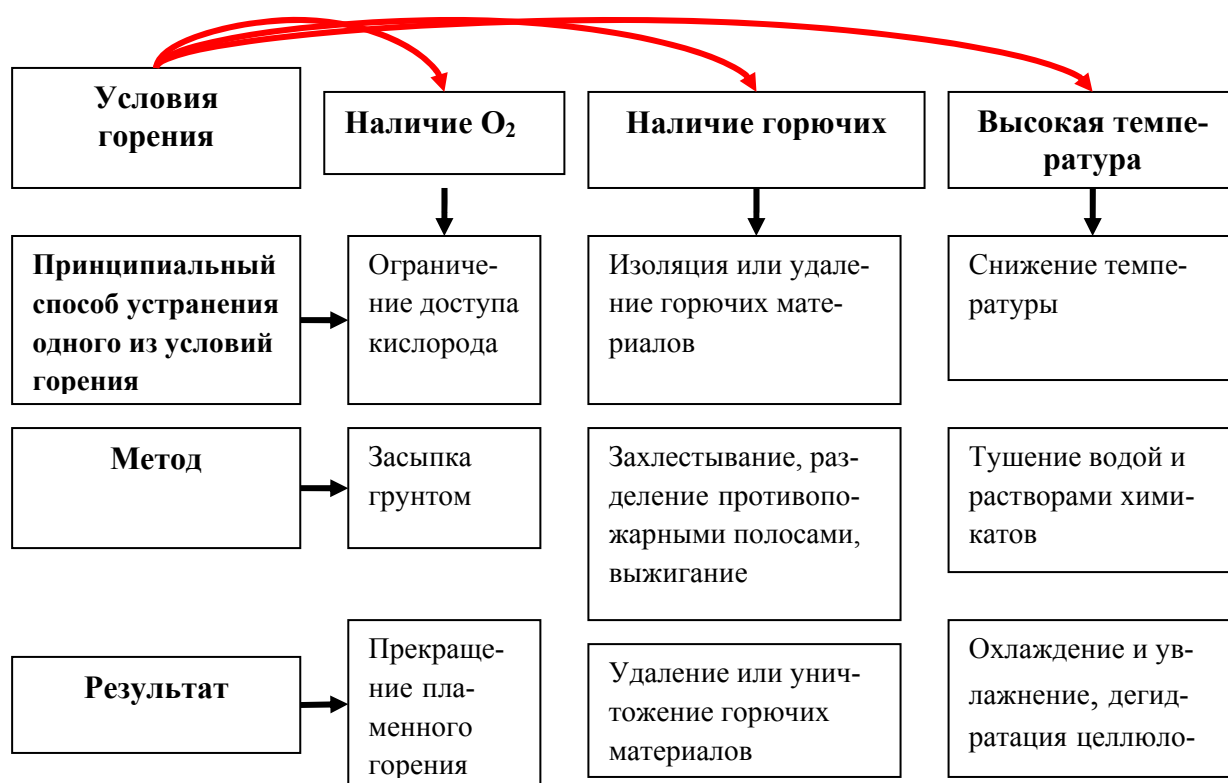 Условия
горения
Наличие O₂
Наличие горючих
Высокая темпе-
ратура
Принципиальный
способ устранения
одного из условий
горения
Ограниче-
ние доступа
кислорода
Изоляция или удале-
ние горючих мате-
риалов
Снижение темпе-
ратуры
Метод
Засыпка
грунтом
Захлестывание, раз-
деление противопо-
жарными полосами,
выжигание
Тушение водой и
растворами хими-
катов
Результат
Прекраще-
ние пла-
менного
горения
Удаление или унич-
тожение горючих
материалов
Охлаждение и ув-
лажнение, дегид-
ратация целлюло-